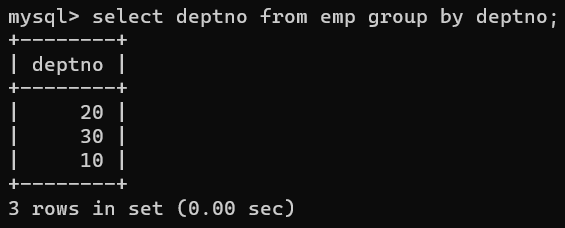 mysql> select deptno from emp group by deptno;
+--------+
| deptno |
+--------+
|     20 |
|     30 |
|     10 |
+--------+
3 rows in set (0.00 sec)